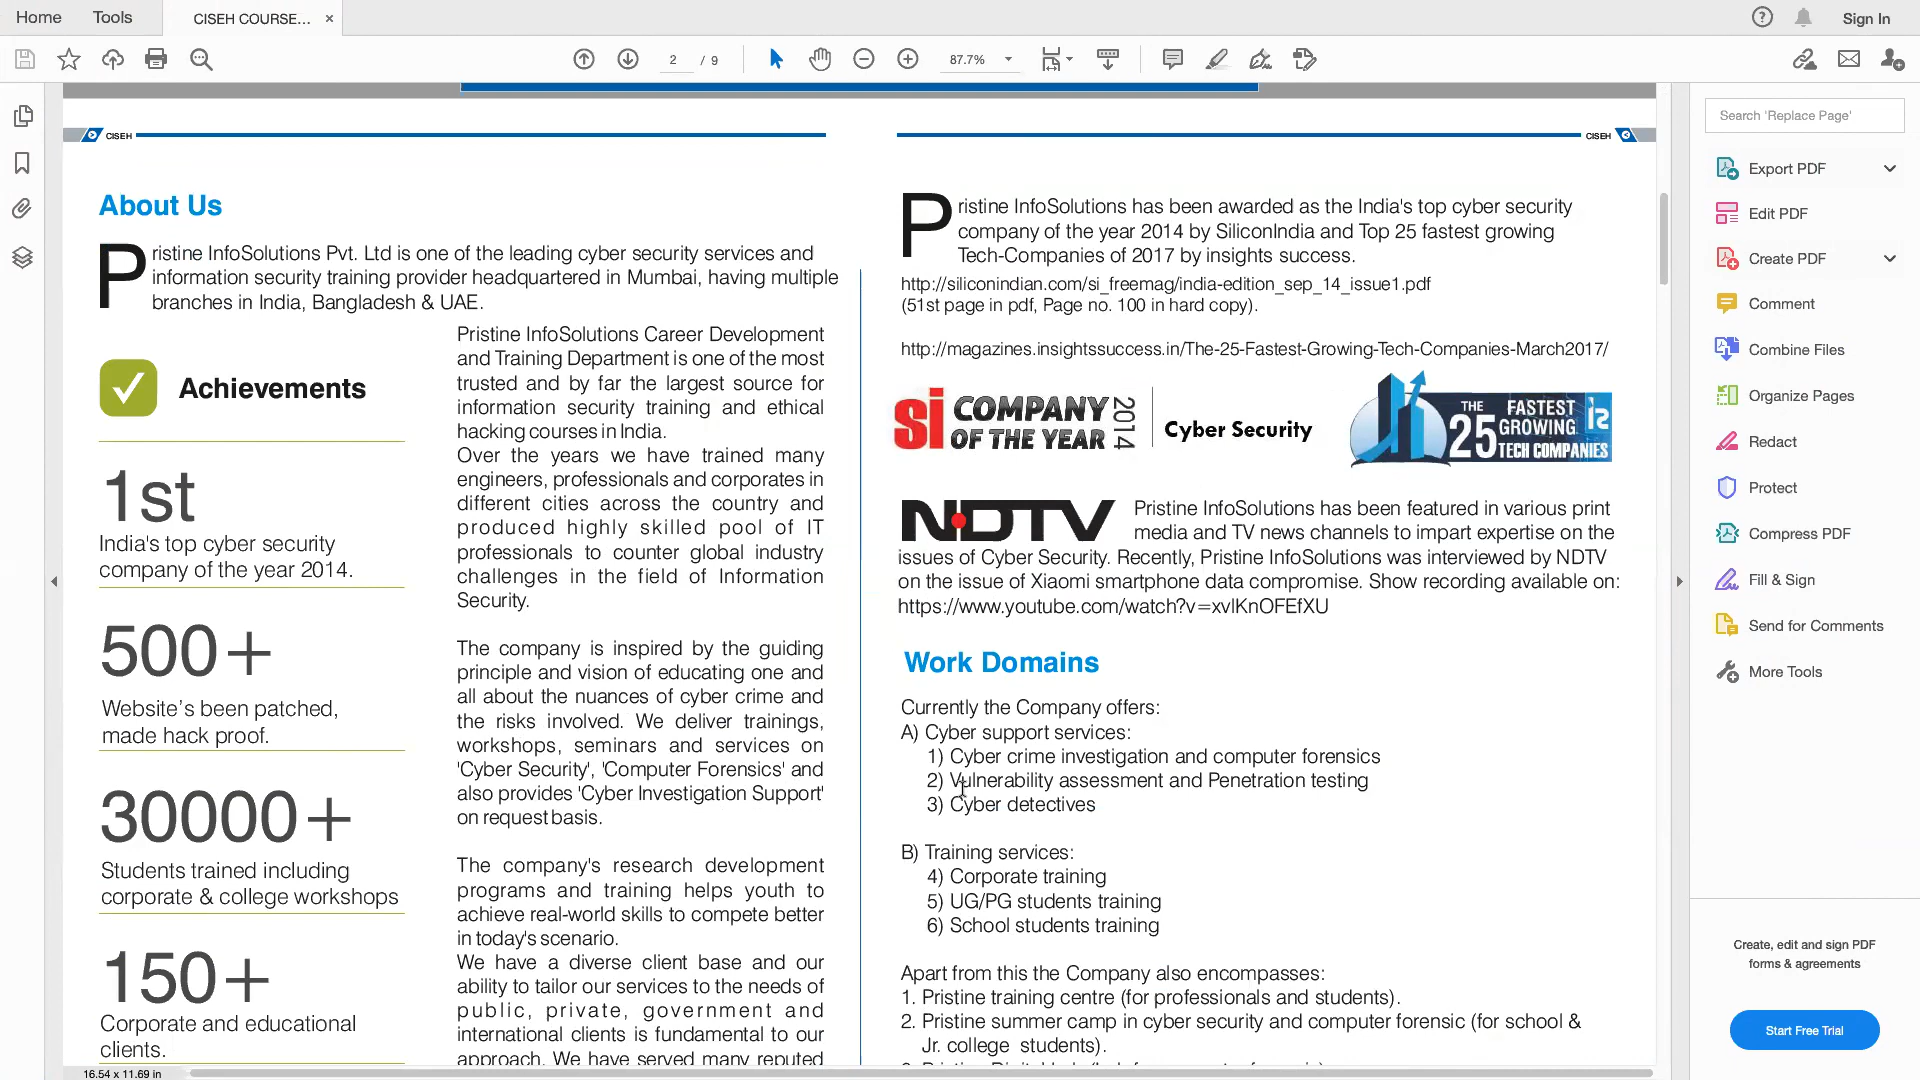 Home
Tools
CISEH COURSE...
Sign In
2 / 9
87.7%
CISEH
About Us
Pristine InfoSolutions Pvt. Ltd is one of the leading cyber security services and
information security training provider headquartered in Mumbai, having multiple
branches in India, Bangladesh & UAE.
Achievements
1st
India's top cyber security
company of the year 2014.
500+
Website's been patched,
made hack proof.
30000+
Students trained including
corporate & college workshops
150+
Corporate and educational
clients.
Pristine InfoSolutions Career Development
and Training Department is one of the most
trusted and by far the largest source for
information security training and ethical
hacking courses in India.
Over the years we have trained many
engineers, professionals and corporates in
different cities across the country and
produced highly skilled pool of IT
professionals to counter global industry
challenges in the field of Information
Security.
The company is inspired by the guiding
principle and vision of educating one and
all about the nuances of cyber crime and
the risks involved. We deliver trainings,
workshops, seminars and services on
'Cyber Security', 'Computer Forensics' and
also provides 'Cyber Investigation Support'
on request basis.
The company's research development
programs and training helps youth to
achieve real-world skills to compete better
in today's scenario.
We have a diverse client base and our
ability to tailor our services to the needs of
public, private, government and
international clients is fundamental to our
approach. We have served many reputed
CISEH
Pristine InfoSolutions has been awarded as the India's top cyber security
company of the year 2014 by SiliconIndia and Top 25 fastest growing
Tech-Companies of 2017 by insights success.
http://siliconindian.com/si_freemag/india-edition_sep_14_issue1.pdf
(51st page in pdf, Page no. 100 in hard copy).
http://magazines.insightssuccess.in/The-25-Fastest-Growing-Tech-Companies-March2017/
si COMPANY
OF THE YEAR
2014
Cyber Security
THE 25 FASTEST
GROWING
TECH COMPANIES
is
NDTV
Pristine InfoSolutions has been featured in various print
media and TV news channels to impart expertise on the
issues of Cyber Security. Recently, Pristine InfoSolutions was interviewed by NDTV
on the issue of Xiaomi smartphone data compromise. Show recording available on:
https://www.youtube.com/watch?v=xvlKnOFEfXU
Work Domains
Currently the Company offers:
A) Cyber support services:
1) Cyber crime investigation and computer forensics
2) Vulnerability assessment and Penetration testing
3) Cyber detectives
B) Training services:
4) Corporate training
5) UG/PG students training
6) School students training
Apart from this the Company also encompasses:
1. Pristine training centre (for professionals and students).
2. Pristine summer camp in cyber security and computer forensic (for school &
Jr. college students).
16.54 x 11.69 in
Search 'Replace Page'
Export PDF
Edit PDF
Create PDF
Comment
Combine Files
Organize Pages
Redact
Protect
Compress PDF
Fill & Sign
Send for Comments
More Tools
Create, edit and sign PDF
forms & agreements
Start Free Trial